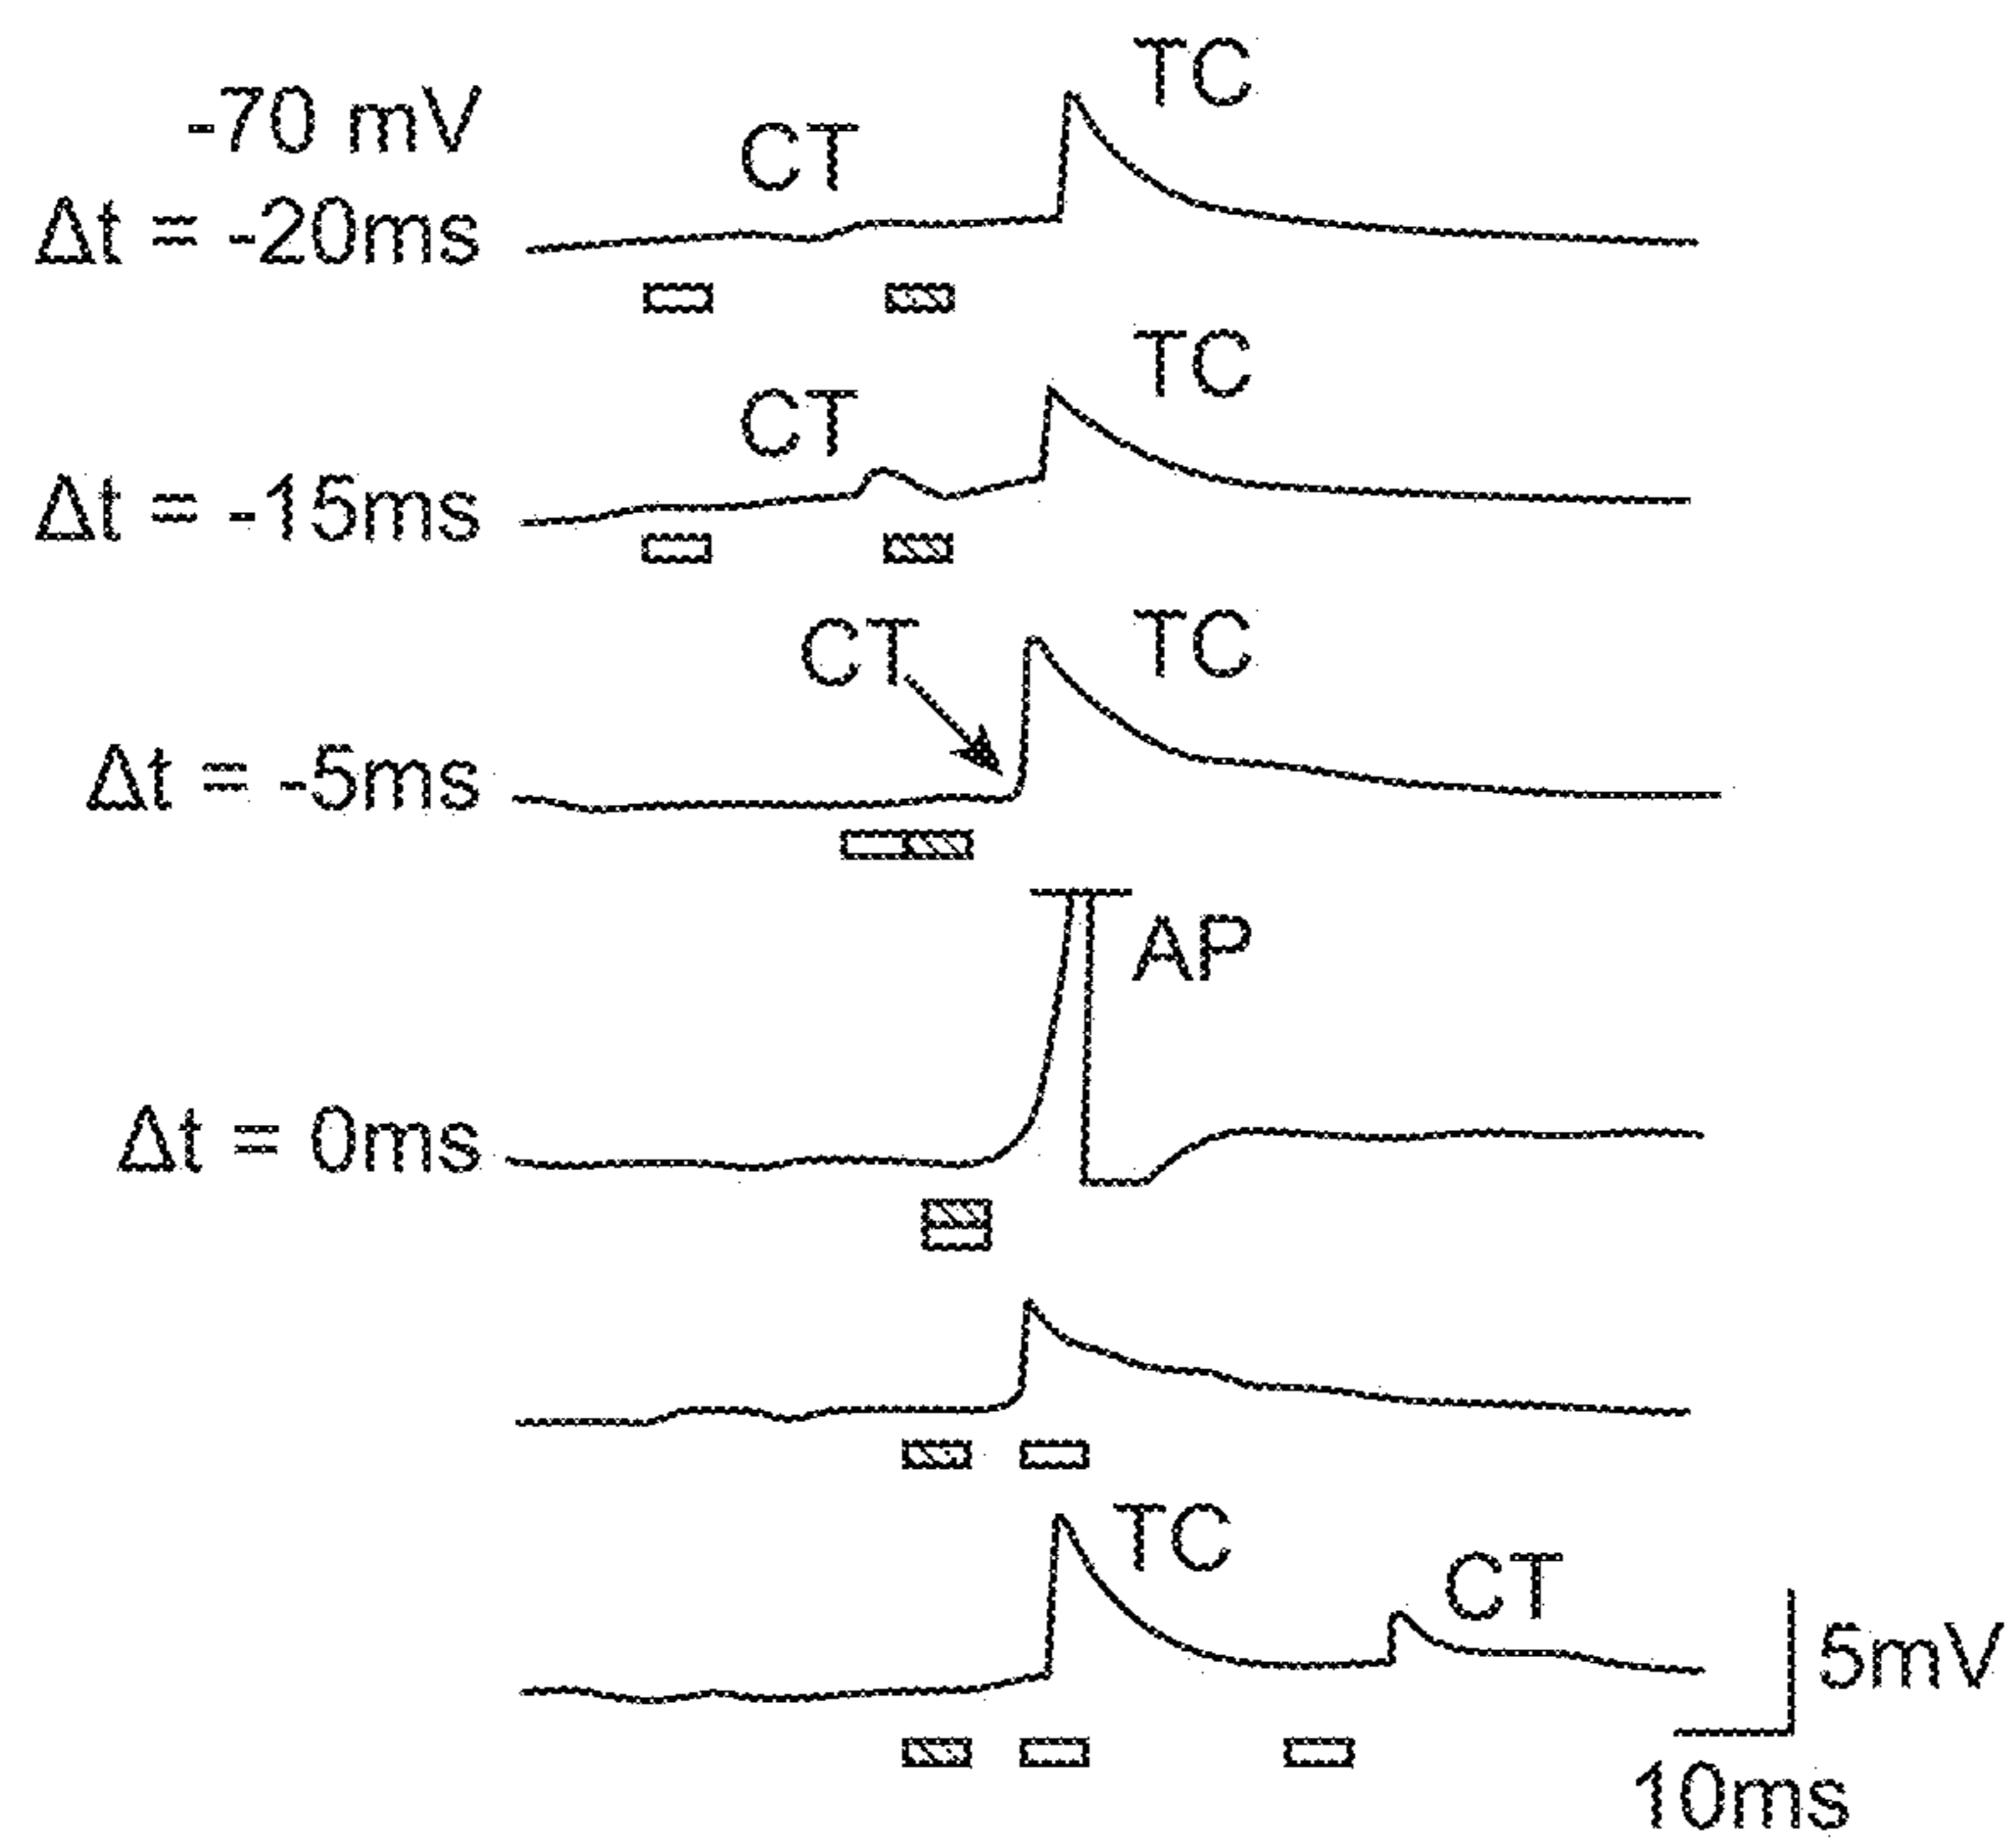 TC
-70 mV
CT
Δt = -20ms
TC
CT
Δt = -15ms
TC
CT
Δt = -5ms
AP
Δt = 0ms
TC
CT
5mV
10ms